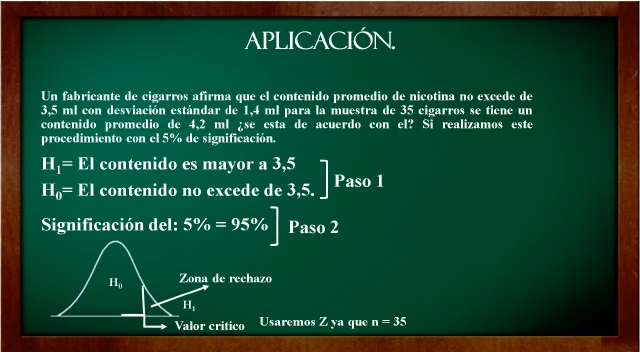 APLICACIÓN.
Un fabricante de cigarros afirma que el contenido promedio de nicotina no excede de
3,5 ml con desviación estándar de 1,4 ml para la muestra de 35 cigarros se tiene un
contenido promedio de 4,2 ml ¿se esta de acuerdo con el? Si realizamos este
procedimiento con el 5% de significación.
H₁= El contenido es mayor a 3,5
H₀= El contenido no excede de 3,5.
Paso 1
Significación del: 5% = 95%
Paso 2
H₀
Zona de rechazo
H₁
Valor critico
Usaremos Z ya que n = 35